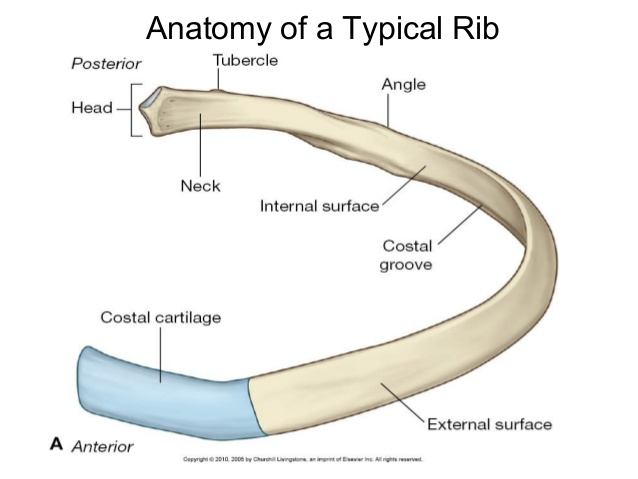 Anatomy of a Typical Rib
Posterior
Tubercle
Angle
Head
Neck
Internal surface
Costal
groove
Costal cartilage
External surface
A Anterior
Copyright © 2010, 2005 by Churchill Livingstone, an imprint of Elsevier Inc. All rights reserved.